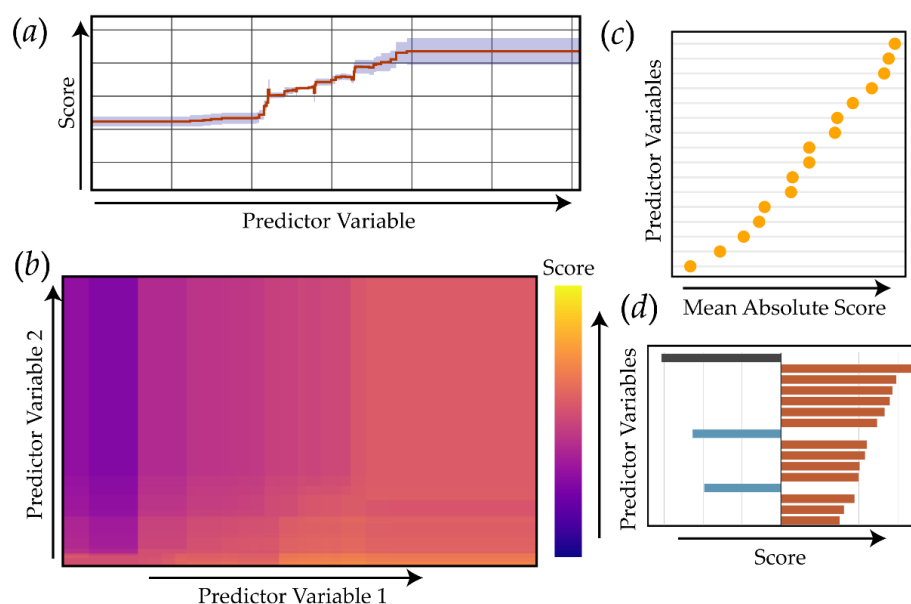 (a)
Score
Predictor Variable
(b)
Predictor Variable 2
Predictor Variable 1
Score
(c)
Predictor Variables
Mean Absolute Score
(d)
Predictor Variables
Score